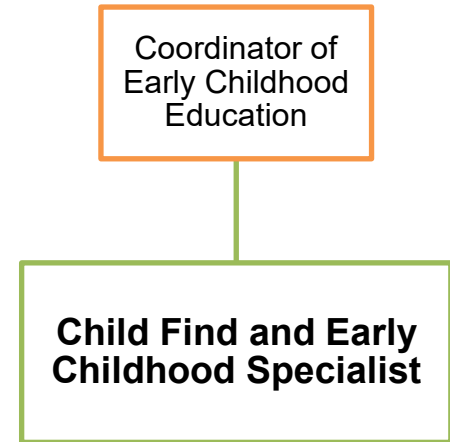 Coordinator of
Early Childhood
Education
Child Find and Early
Childhood Specialist